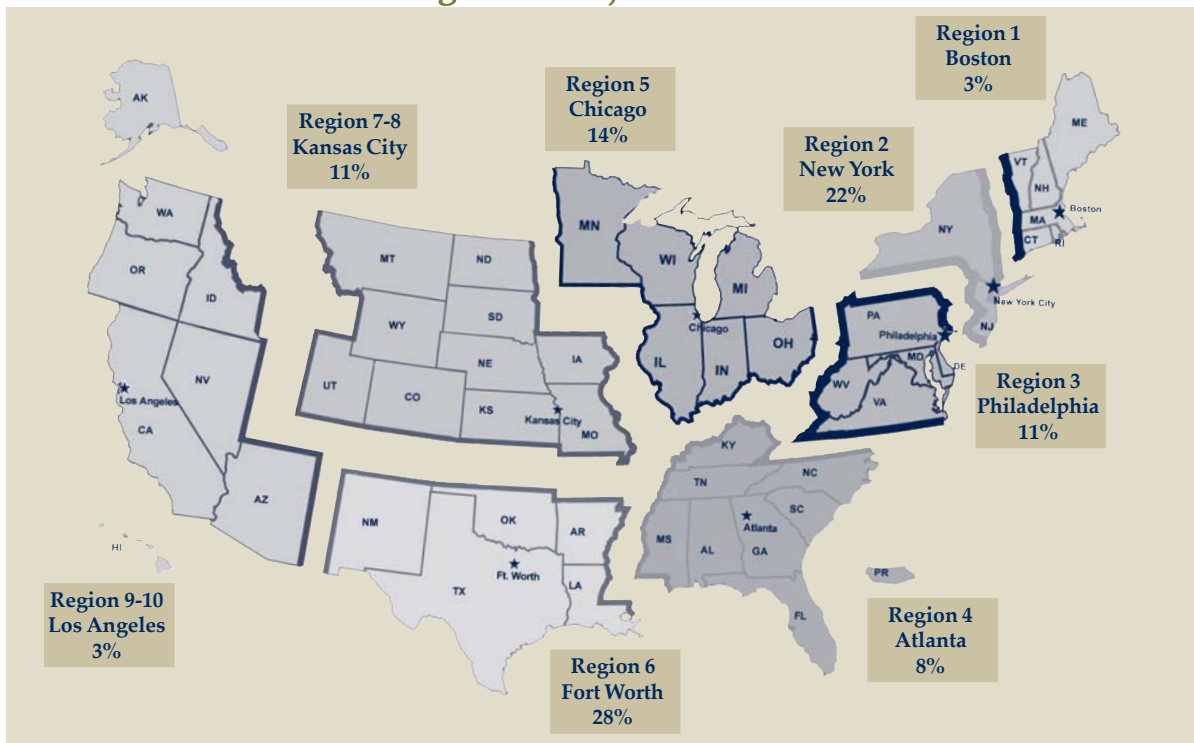 Region 1
Boston
3%
Region 5
Chicago
14%
Region 7-8
Kansas City
11%
Region 2
New York
22%
AK
ME
VT
NH
MA
Boston
CT
RI
NY
New York City
NJ
WA
OR
ID
NV
Los Angeles
CA
AZ
HI
MT
ND
SD
WY
NE
IA
UT
CO
KS
Kansas City
MO
MN
WI
MI
Chicago
IL
IN
OH
PA
Philadelphia
MD
DE
WV
VA
Region 3
Philadelphia
11%
NM
OK
AR
TX
Ft. Worth
LA
KY
TN
NC
SC
MS
AL
GA
Atlanta
FL
PR
Region 9-10
Los Angeles
3%
Region 4
Atlanta
8%
Region 6
Fort Worth
28%